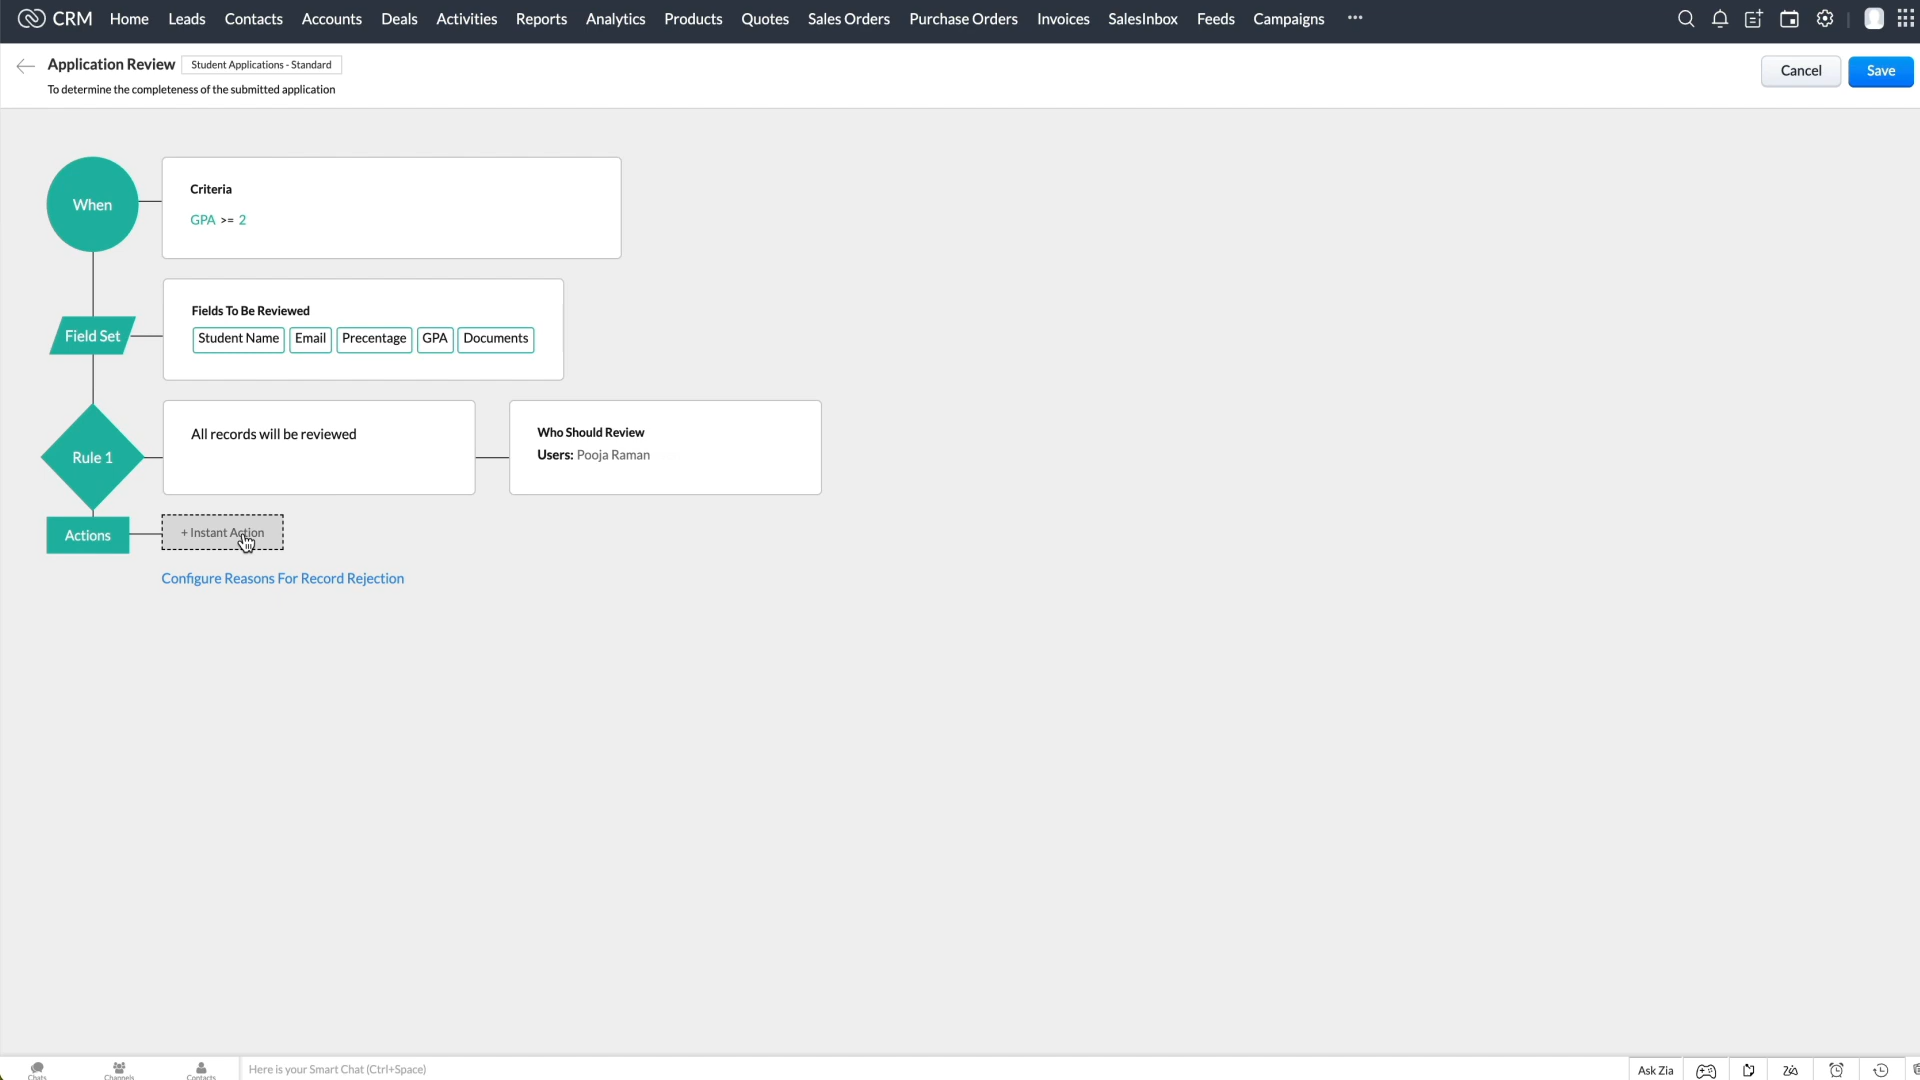 CRM Home Leads Contacts Accounts Deals Activities Reports Analytics Products Quotes Sales Orders Purchase Orders Invoices SalesInbox Feeds Campaigns ...
Application Review Student Applications - Standard
Cancel Save
To determine the completeness of the submitted application
When
Criteria
GPA >= 2
Field Set
Fields To Be Reviewed
Student Name Email Precentage GPA Documents
Rule 1
All records will be reviewed
Who Should Review
Users: Pooja Raman
Actions
+ Instant Action
Configure Reasons For Record Rejection
Chats Channels Contacts Here is your Smart Chat (Ctrl+Space) Ask Zia